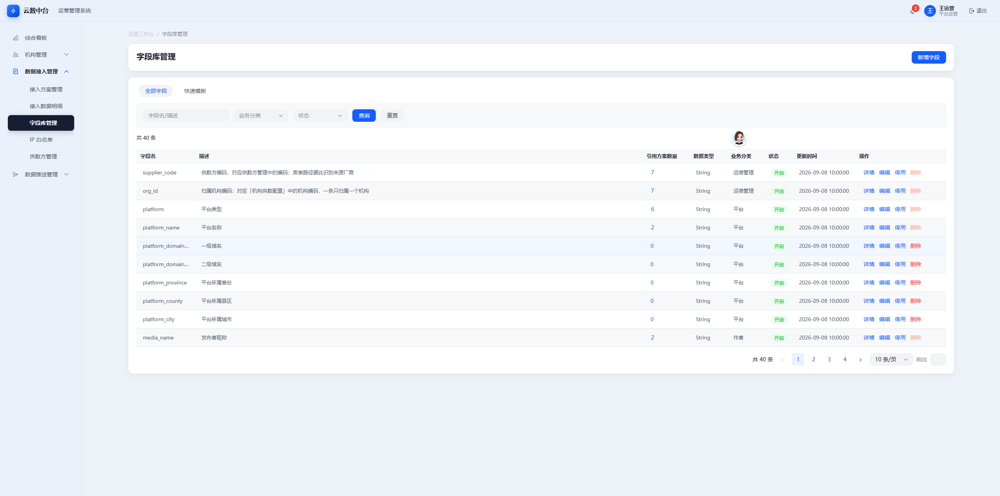 云数中台 运营管理系统
3 王 王运营 平台运营 退出
综合看板
机构管理
数据接入管理
接入方案管理
接入数据明细
字段库管理
IP 白名单
供数方管理
数据推送管理
运营工作台 / 字段库管理
字段库管理 新增字段
全部字段 快速模板
字段名/描述 业务分类 状态 查询 重置
共 40 条
字段名 描述 引用方案数量 数据类型 业务分类 状态 更新时间 操作
supplier_code 供数方编码，对应供数方管理中的编码；库表路径据此识别来源厂商 7 String 运维管理 开启 2026-09-08 10:00:00 详情 编辑 停用 删除
org_id 归属机构编码；对应「机构供数配置」中的机构编码，一条只归属一个机构 7 String 运维管理 开启 2026-09-08 10:00:00 详情 编辑 停用 删除
platform 平台类型 6 String 平台 开启 2026-09-08 10:00:00 详情 编辑 停用 删除
platform_name 平台名称 2 String 平台 开启 2026-09-08 10:00:00 详情 编辑 停用 删除
platform_domain... 一级域名 0 String 平台 开启 2026-09-08 10:00:00 详情 编辑 停用 删除
platform_domain... 二级域名 0 String 平台 开启 2026-09-08 10:00:00 详情 编辑 停用 删除
platform_province 平台所属省份 0 String 平台 开启 2026-09-08 10:00:00 详情 编辑 停用 删除
platform_county 平台所属县区 0 String 平台 开启 2026-09-08 10:00:00 详情 编辑 停用 删除
platform_city 平台所属城市 0 String 平台 开启 2026-09-08 10:00:00 详情 编辑 停用 删除
media_name 发布者昵称 2 String 作者 开启 2026-09-08 10:00:00 详情 编辑 停用 删除
共 40 条 1 2 3 4 10 条/页 前往